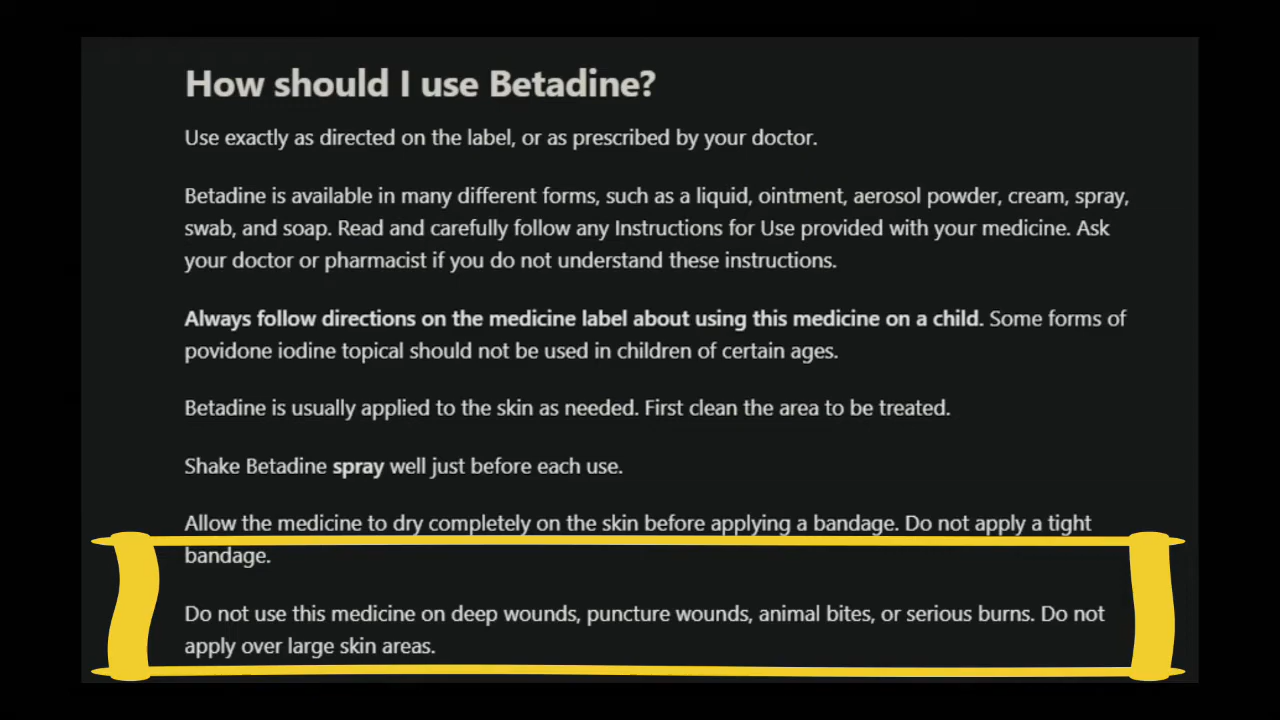 How should I use Betadine?
Use exactly as directed on the label, or as prescribed by your doctor.
Betadine is available in many different forms, such as a liquid, ointment, aerosol powder, cream, spray,
swab, and soap. Read and carefully follow any Instructions for Use provided with your medicine. Ask
your doctor or pharmacist if you do not understand these instructions.
Always follow directions on the medicine label about using this medicine on a child. Some forms of
povidone iodine topical should not be used in children of certain ages.
Betadine is usually applied to the skin as needed. First clean the area to be treated.
Shake Betadine spray well just before each use.
Allow the medicine to dry completely on the skin before applying a bandage. Do not apply a tight
bandage.
Do not use this medicine on deep wounds, puncture wounds, animal bites, or serious burns. Do not
apply over large skin areas.